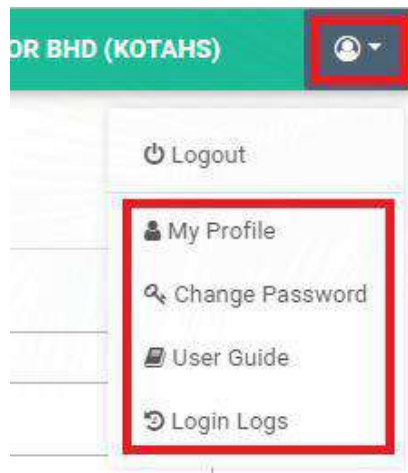 OR BHD (KOTAHS)
Logout
My Profile
Change Password
User Guide
Login Logs